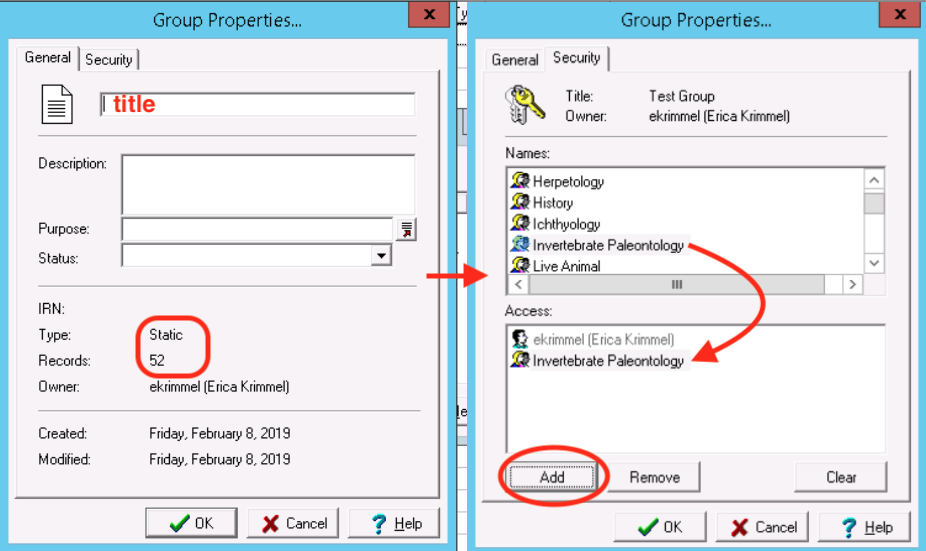 Group Properties...
General Security
title
Description:
Purpose:
Status:
IRN:
Type: Static
Records: 52
Owner: ekrimmel (Erica Krimmel)
Created: Friday, February 8, 2019
Modified: Friday, February 8, 2019
OK Cancel Help
Group Properties...
General Security
Title: Test Group
Owner: ekrimmel (Erica Krimmel)
Names:
Herpetology
History
Ichthyology
Invertebrate Paleontology
Live Animal
Access:
ekrimmel (Erica Krimmel)
Invertebrate Paleontology
Add Remove Clear
OK Cancel Help